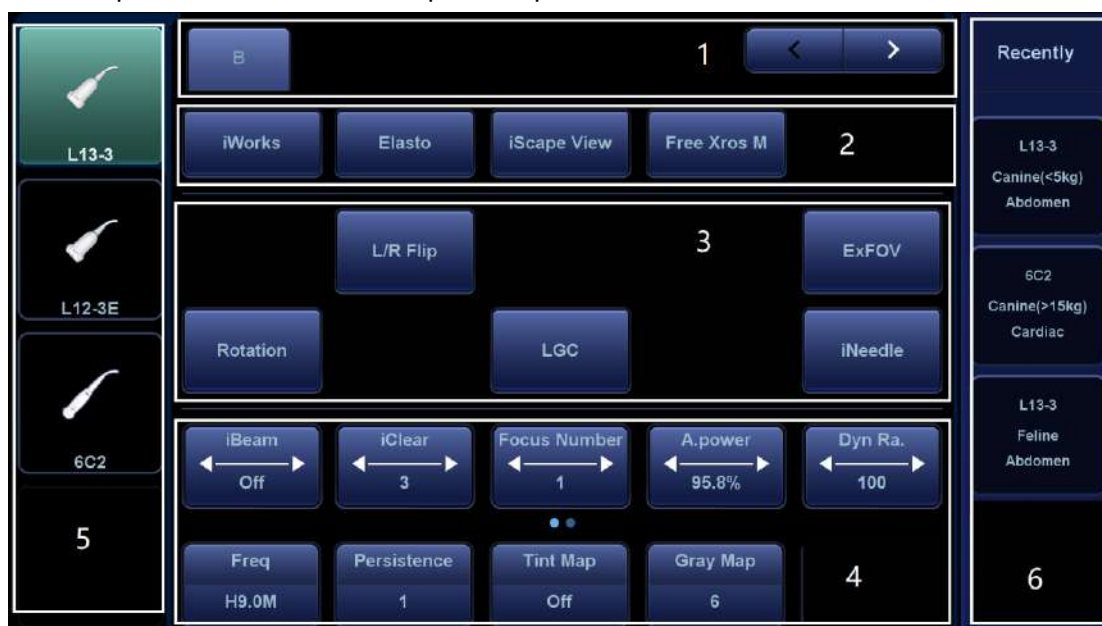 B
1
<
>
Recently
L13-3
iWorks
Elasto
iScape View
Free Xros M
2
L13-3
Canine(<5kg)
Abdomen
L/R Flip
3
ExFOV
L12-3E
6C2
Canine(>15kg)
Cardiac
Rotation
LGC
iNeedle
6C2
L13-3
Feline
Abdomen
iBeam
Off
iClear
3
Focus Number
1
A.power
95.8%
Dyn Ra.
100
5
Freq
H9.0M
Persistence
1
Tint Map
Off
Gray Map
6
4
6